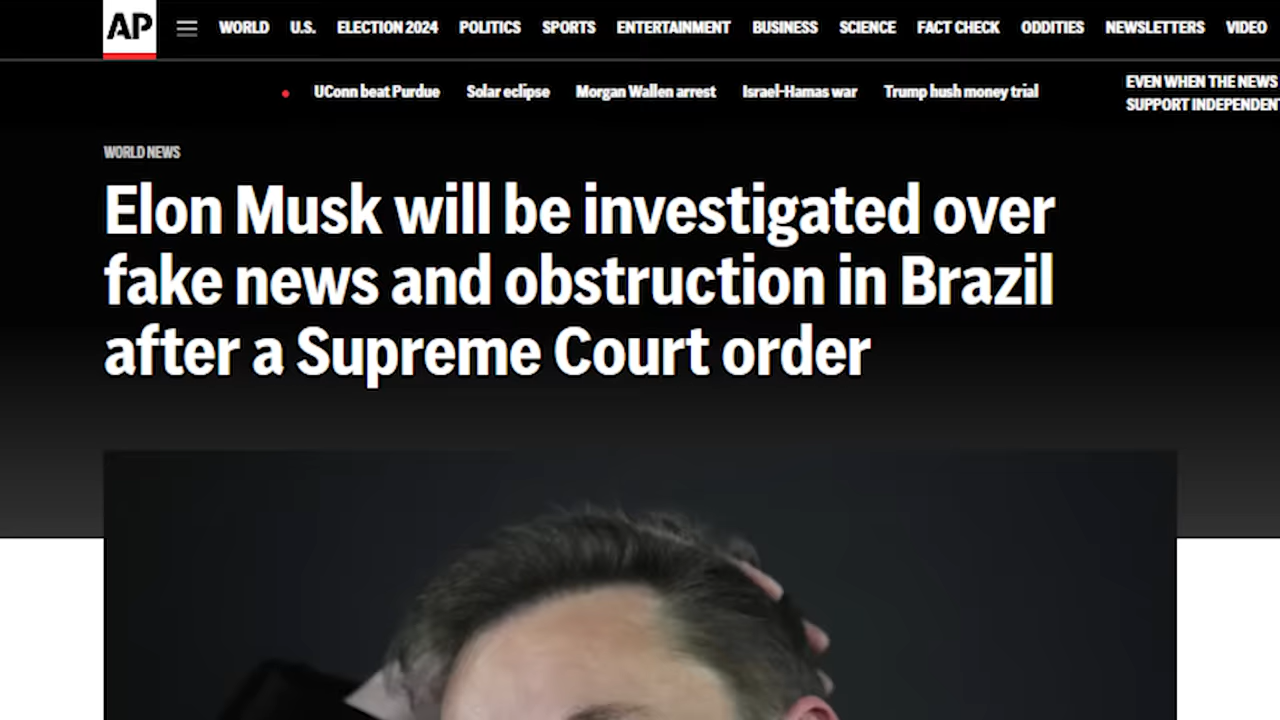 AP WORLD U.S. ELECTION 2024 POLITICS SPORTS ENTERTAINMENT BUSINESS SCIENCE FACT CHECK ODDITIES NEWSLETTERS VIDEO
UConn beat Purdue Solar eclipse Morgan Wallen arrest Israel-Hamas war Trump hush money trial
EVEN WHEN THE NEWS
SUPPORT INDEPENDENT
WORLD NEWS
Elon Musk will be investigated over
fake news and obstruction in Brazil
after a Supreme Court order